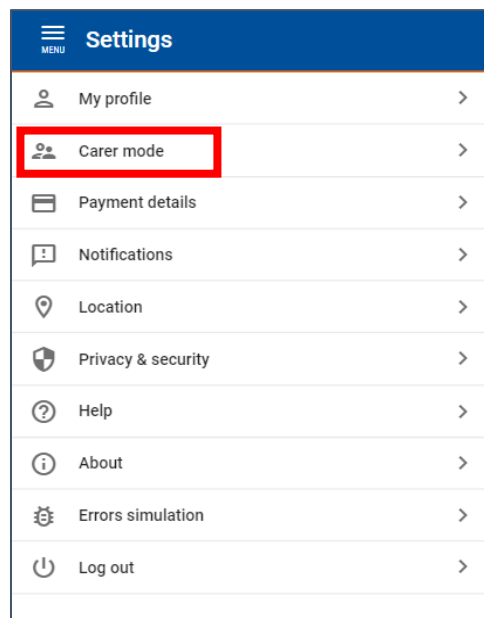 MENU
Settings
My profile
Carer mode
Payment details
Notifications
Location
Privacy & security
Help
About
Errors simulation
Log out